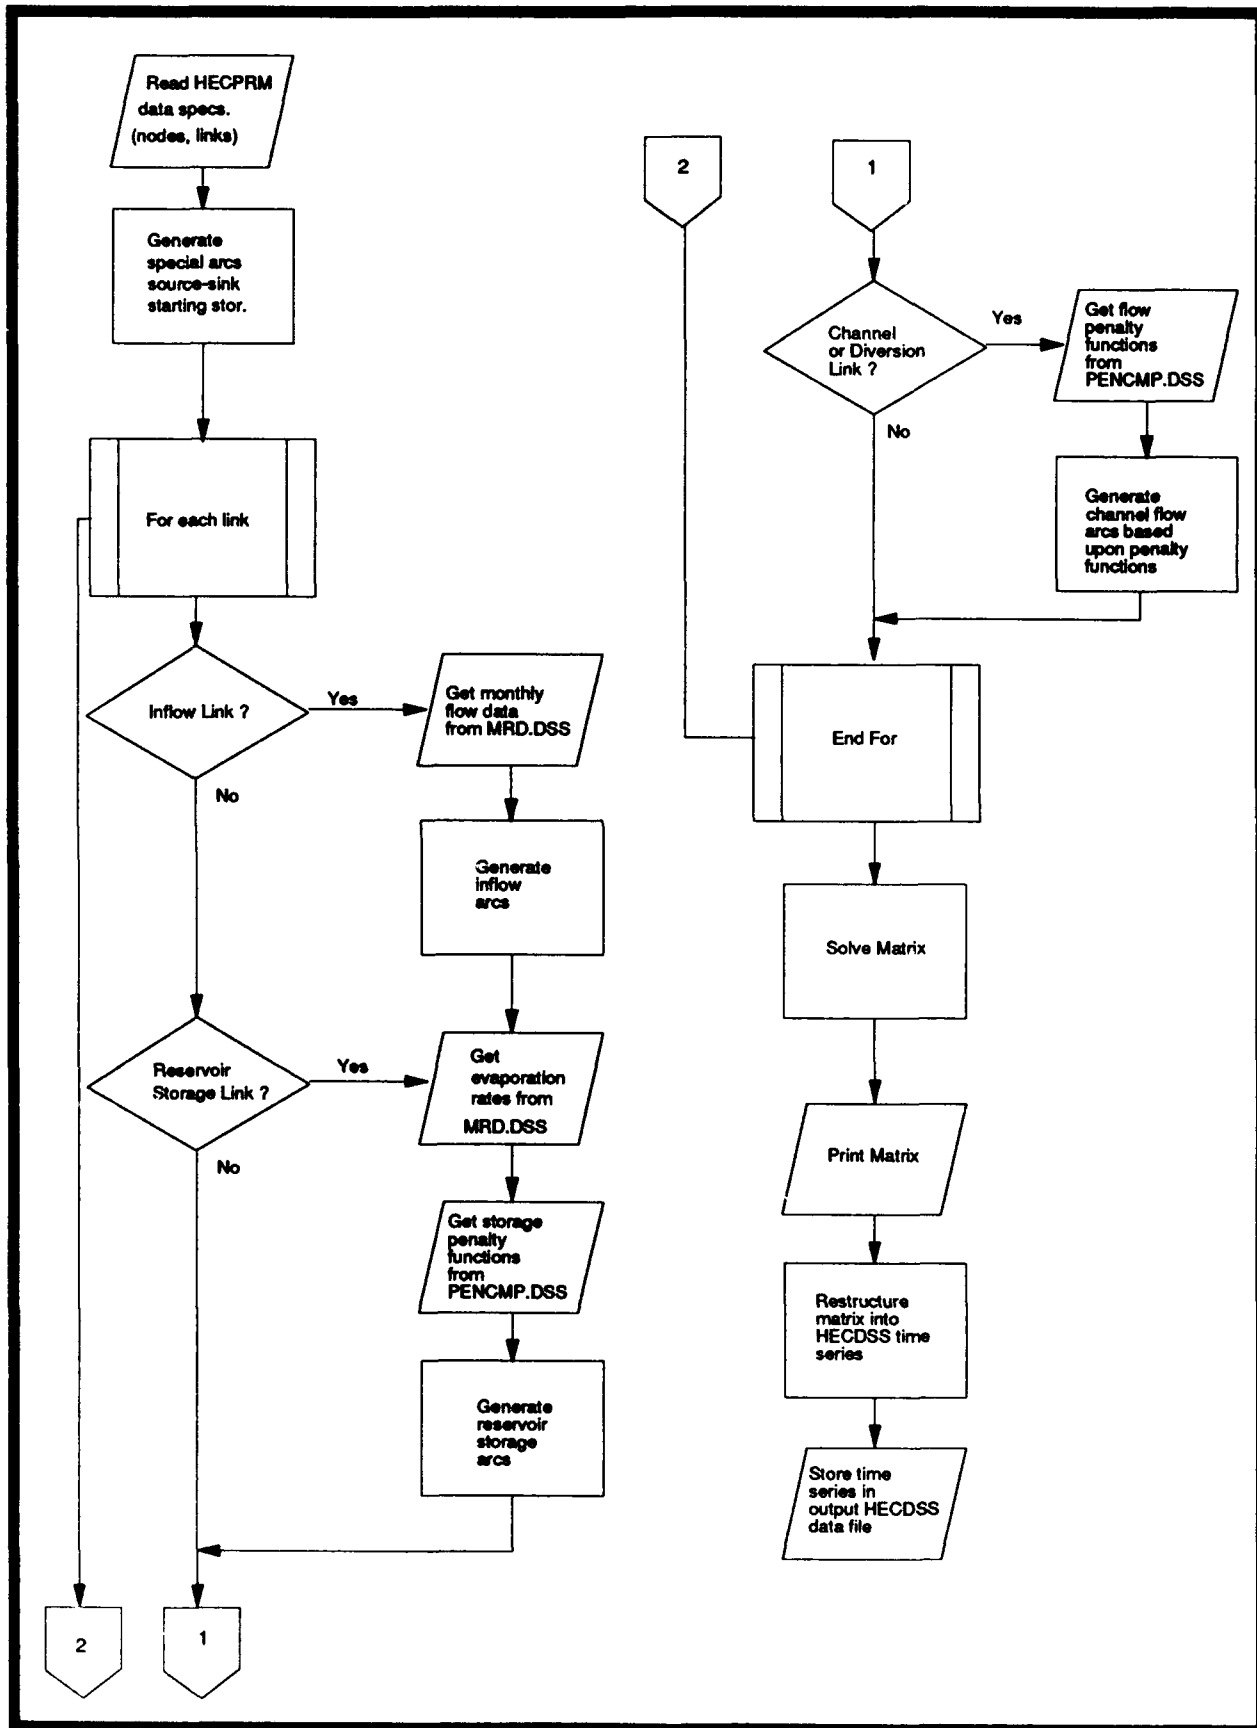 Read HECPRM
data specs.
(nodes, links)
Generate
special arcs
source-sink
starting stor.
For each link
Inflow Link ?
Yes
No
Get monthly
flow data
from MRD.DSS
Generate
inflow
arcs
Reservoir
Storage Link ?
Yes
No
Get
evaporation
rates from
MRD.DSS
Get storage
penalty
functions
from
PENCMP.DSS
Generate
reservoir
storage
arcs
2
1
2
1
Channel
or Diversion
Link ?
Yes
No
Get flow
penalty
functions
from
PENCMP.DSS
Generate
channel flow
arcs based
upon penalty
functions
End For
Solve Matrix
Print Matrix
Restructure
matrix into
HECDSS time
series
Store time
series in
output HECDSS
data file